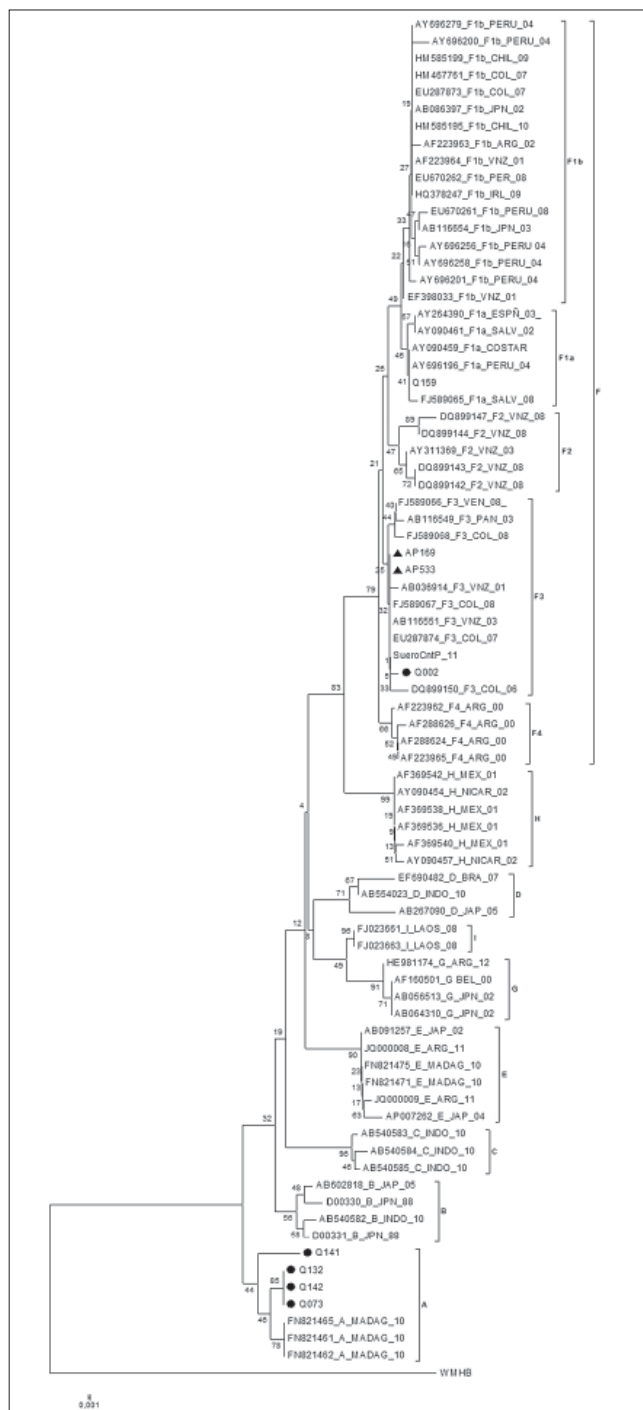 AY696279_F1b_PERU_04
AY696200_F1b_PERU_04
HM585199_F1b_CHIL_09
HM467761_F1b_COL_07
EU287873_F1b_COL_07
AB086397_F1b_JPN_02
HM585195_F1b_CHIL_10
AF223963_F1b_ARG_02
AF223964_F1b_VNZ_01
EU670262_F1b_PER_08
HQ378247_F1b_IRL_09
EU670261_F1b_PERU_08
AB116654_F1b_JPN_03
AY696256_F1b_PERU 04
AY696258_F1b_PERU_04
AY696201_F1b_PERU_04
EF398033_F1b_VNZ_01
F1b
AY264390_F1a_ESPÑ_03_
AY090461_F1a_SALV_02
AY090459_F1a_COSTAR
AY696196_F1a_PERU_04
Q159
FJ589065_F1a_SALV_08
F1a
DQ899147_F2_VNZ_08
DQ899144_F2_VNZ_08
AY311369_F2_VNZ_03
DQ899143_F2_VNZ_08
DQ899142_F2_VNZ_08
F2
FJ589066_F3_VEN_08_
AB116549_F3_PAN_03
FJ589068_F3_COL_08
AP169
AP533
AB036914_F3_VNZ_01
FJ589067_F3_COL_08
AB116551_F3_VNZ_03
EU287874_F3_COL_07
SueroCntP_11
Q002
DQ899150_F3_COL_06
F3
AF223962_F4_ARG_00
AF288626_F4_ARG_00
AF288624_F4_ARG_00
AF223965_F4_ARG_00
F4
F
AF369542_H_MEX_01
AY090454_H_NICAR_02
AF369538_H_MEX_01
AF369536_H_MEX_01
AF369540_H_MEX_01
AY090457_H_NICAR_02
H
EF690482_D_BRA_07
AB554023_D_INDO_10
AB267090_D_JAP_05
D
FJ023661_I_LAOS_08
FJ023663_I_LAOS_08
I
HE981174_G_ARG_12
AF160501_G BEL_00
AB056513_G_JPN_02
AB064310_G_JPN_02
G
AB091257_E_JAP_02
JQ000008_E_ARG_11
FN821475_E_MADAG_10
FN821471_E_MADAG_10
JQ000009_E_ARG_11
AP007262_E_JAP_04
E
AB540583_C_INDO_10
AB540584_C_INDO_10
AB540585_C_INDO_10
C
AB602818_B_JAP_05
D00330_B_JPN_88
AB540582_B_INDO_10
D00331_B_JPN_88
B
Q141
Q132
Q142
Q073
FN821465_A_MADAG_10
FN821461_A_MADAG_10
FN821462_A_MADAG_10
A
WMHB
0,001